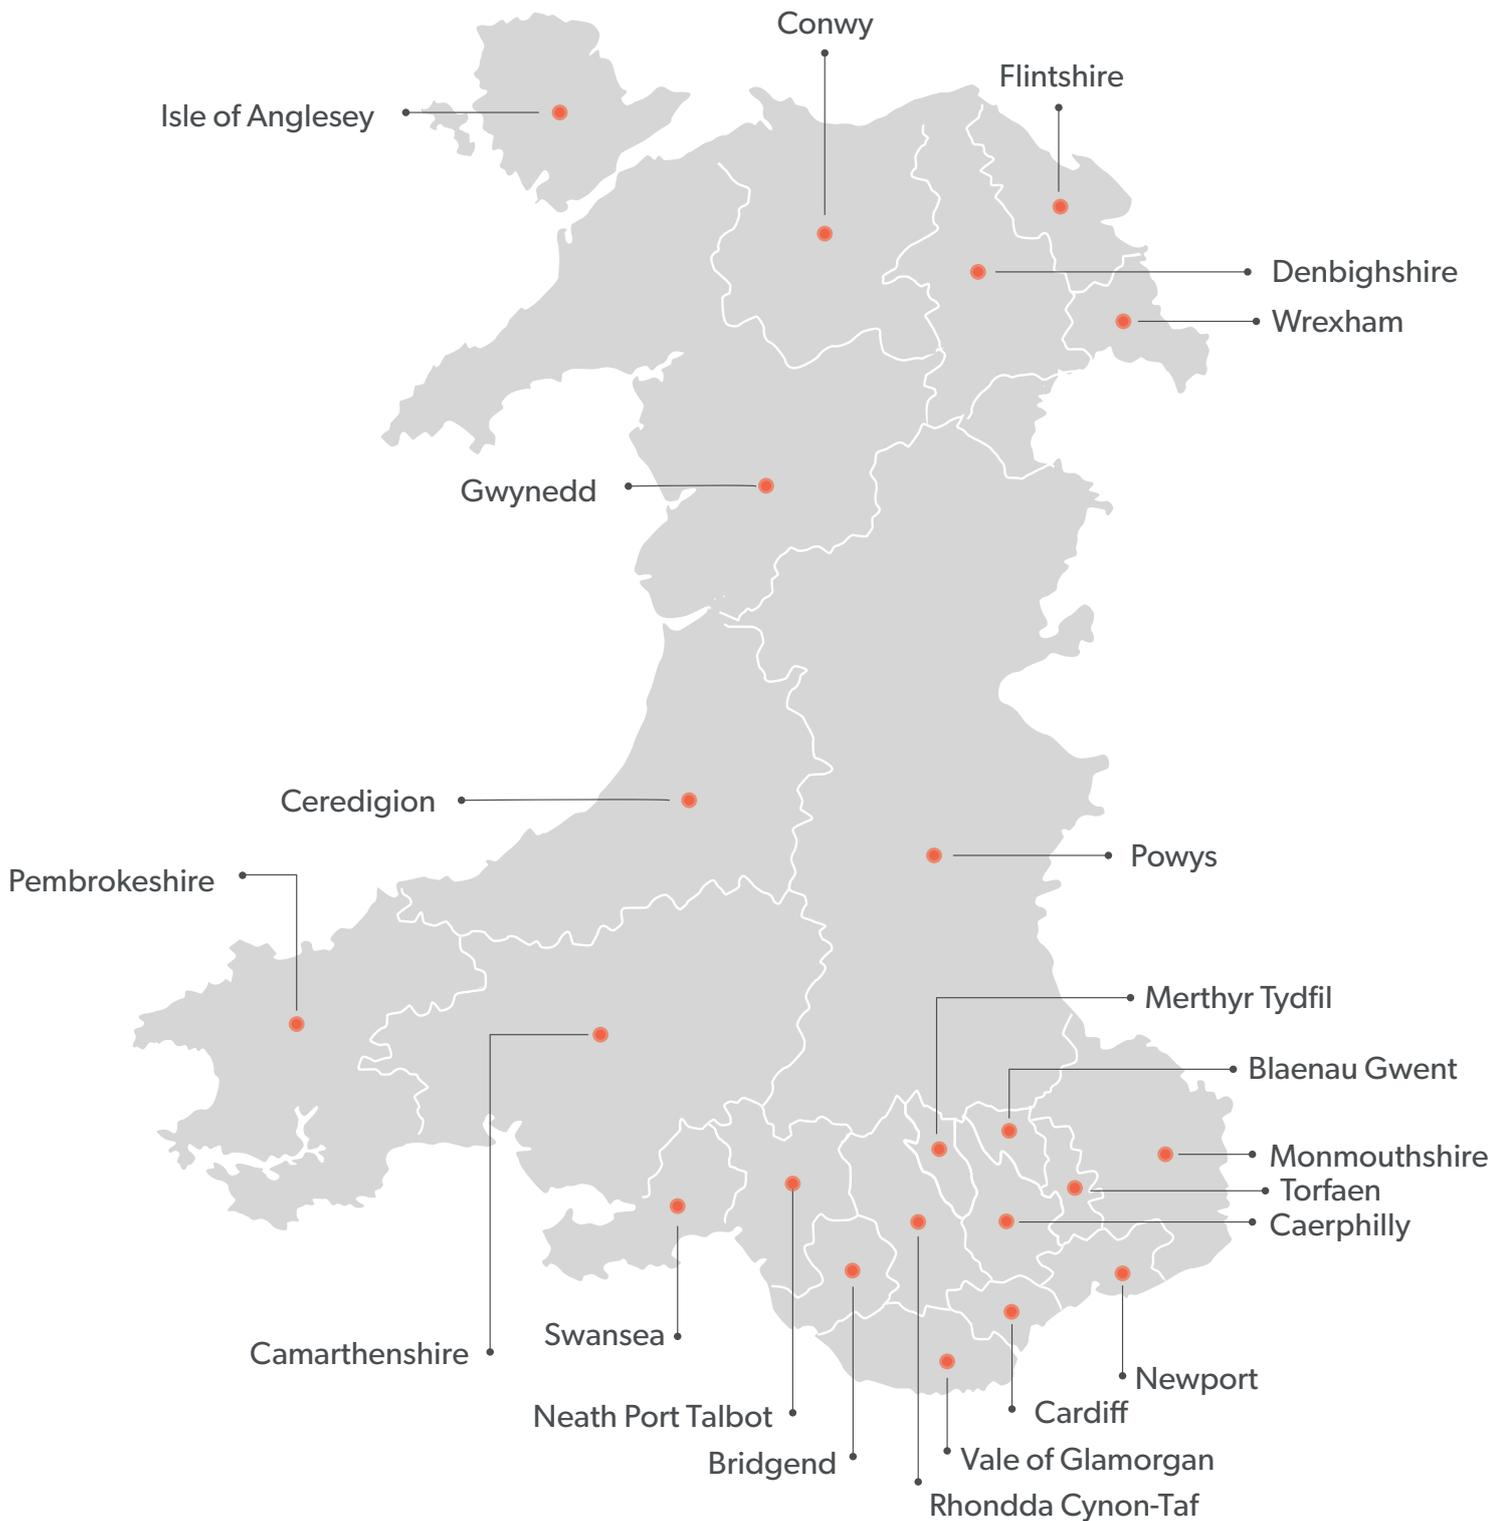 Conwy
Flintshire
Isle of Anglesey
Denbighshire
Wrexham
Gwynedd
Ceredigion
Powys
Pembrokeshire
Merthyr Tydfil
Blaenau Gwent
Monmouthshire
Torfaen
Caerphilly
Swansea
Camarthenshire
Newport
Cardiff
Neath Port Talbot
Vale of Glamorgan
Bridgend
Rhondda Cynon-Taf